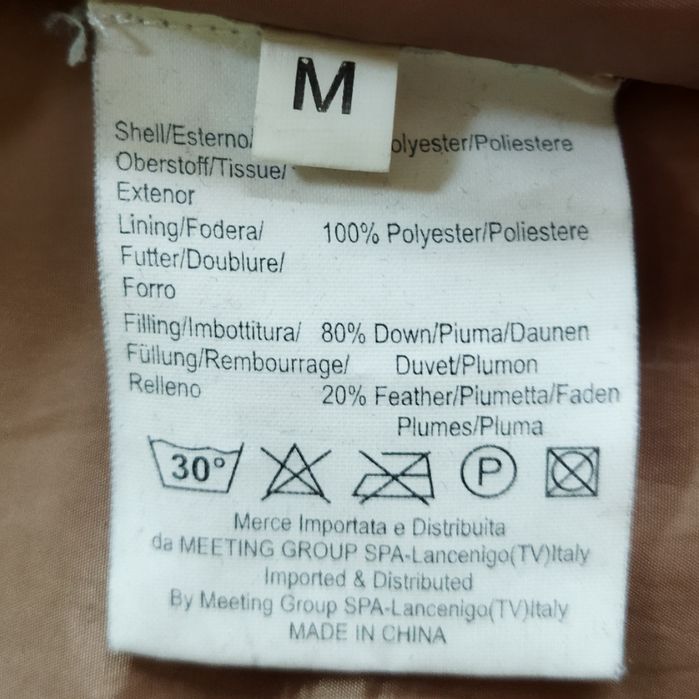 M
Shell/Esterno/ olyester/Poliestere
Oberstoff/Tissue/
Extenor
Lining/Fodera/ 100% Polyester/Poliestere
Futter/Doublure/
Forro
Filling/Imbottitura/ 80% Down/Piuma/Daunen
Füllung/Rembourrage/ Duvet/Plumon
Relleno 20% Feather/Piumetta/Faden
Plumes/Pluma
30° P
Merce Importata e Distribuita
da MEETING GROUP SPA-Lancenigo(TV)Italy
Imported & Distributed
By Meeting Group SPA-Lancenigo(TV)Italy
MADE IN CHINA